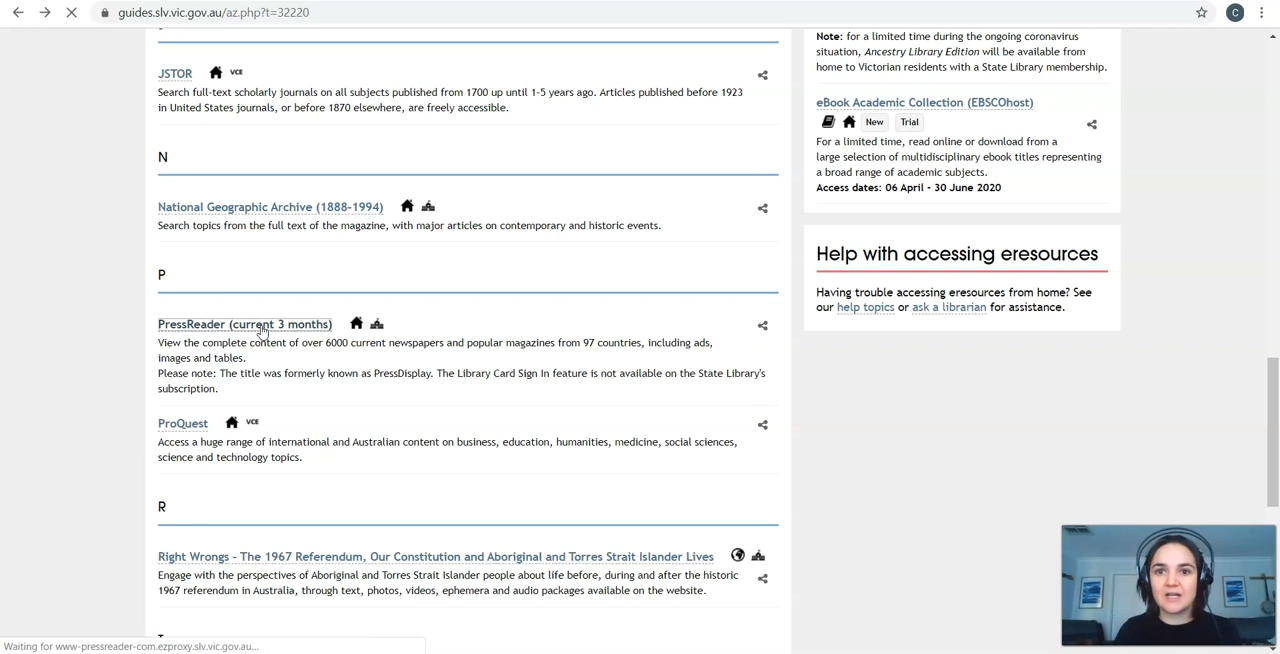 guides.slv.vic.gov.au/az.php?t=32220
C
JSTOR VCE
Search full-text scholarly journals on all subjects published from 1700 up until 1-5 years ago. Articles published before 1923
in United States journals, or before 1870 elsewhere, are freely accessible.
N
National Geographic Archive (1888-1994)
Search topics from the full text of the magazine, with major articles on contemporary and historic events.
P
PressReader (current 3 months)
View the complete content of over 6000 current newspapers and popular magazines from 97 countries, including ads,
images and tables.
Please note: The title was formerly known as PressDisplay. The Library Card Sign In feature is not available on the State Library's
subscription.
ProQuest VCE
Access a huge range of international and Australian content on business, education, humanities, medicine, social sciences,
science and technology topics.
R
Right Wrongs - The 1967 Referendum, Our Constitution and Aboriginal and Torres Strait Islander Lives
Engage with the perspectives of Aboriginal and Torres Strait Islander people about life before, during and after the historic
1967 referendum in Australia, through text, photos, videos, ephemera and audio packages available on the website.
Note: for a limited time during the ongoing coronavirus
situation, Ancestry Library Edition will be available from
home to Victorian residents with a State Library membership.
eBook Academic Collection (EBSCOhost)
New Trial
For a limited time, read online or download from a
large selection of multidisciplinary ebook titles representing
a broad range of academic subjects.
Access dates: 06 April - 30 June 2020
Help with accessing eresources
Having trouble accessing eresources from home? See
our help topics or ask a librarian for assistance.
Waiting for www-pressreader-com.ezproxy.slv.vic.gov.au...